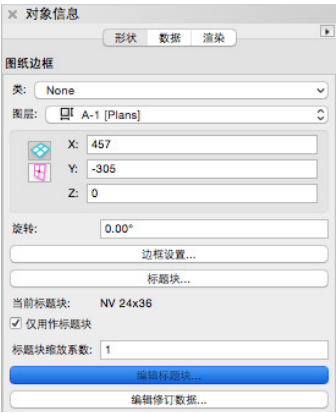 对象信息
形状 数据 渲染
图纸边框
类: None
图层: A-1 [Plans]
X: 457
Y: -305
Z: 0
旋转: 0.00°
边框设置...
标题块...
当前标题块: NV 24x36
仅用作标题块
标题块缩放系数: 1
编辑标题块...
编辑修订数据...